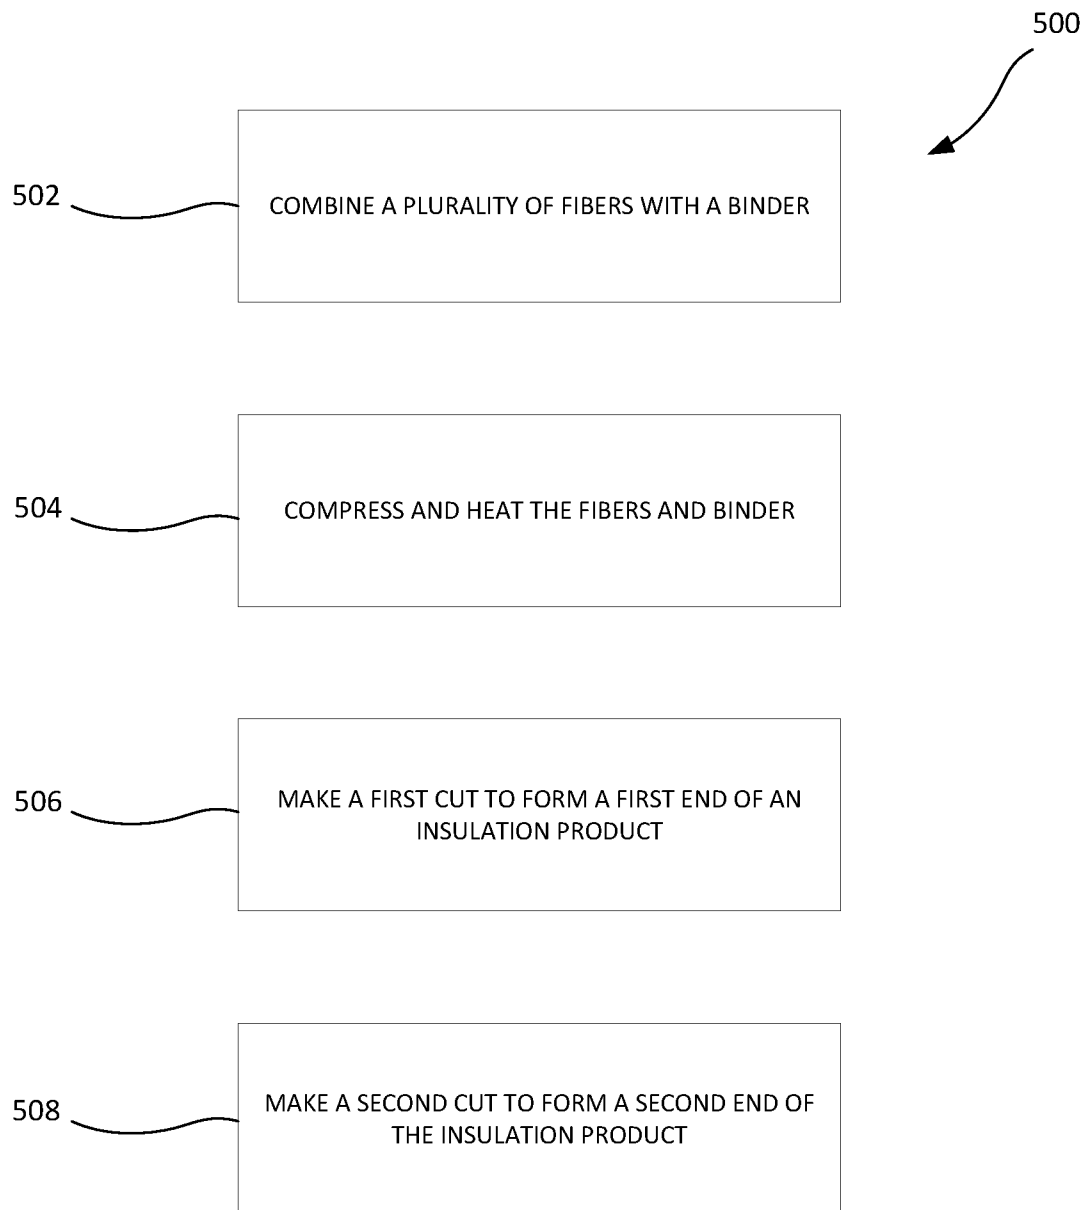 500
502
COMBINE A PLURALITY OF FIBERS WITH A BINDER
504
COMPRESS AND HEAT THE FIBERS AND BINDER
506
MAKE A FIRST CUT TO FORM A FIRST END OF AN
INSULATION PRODUCT
508
MAKE A SECOND CUT TO FORM A SECOND END OF
THE INSULATION PRODUCT